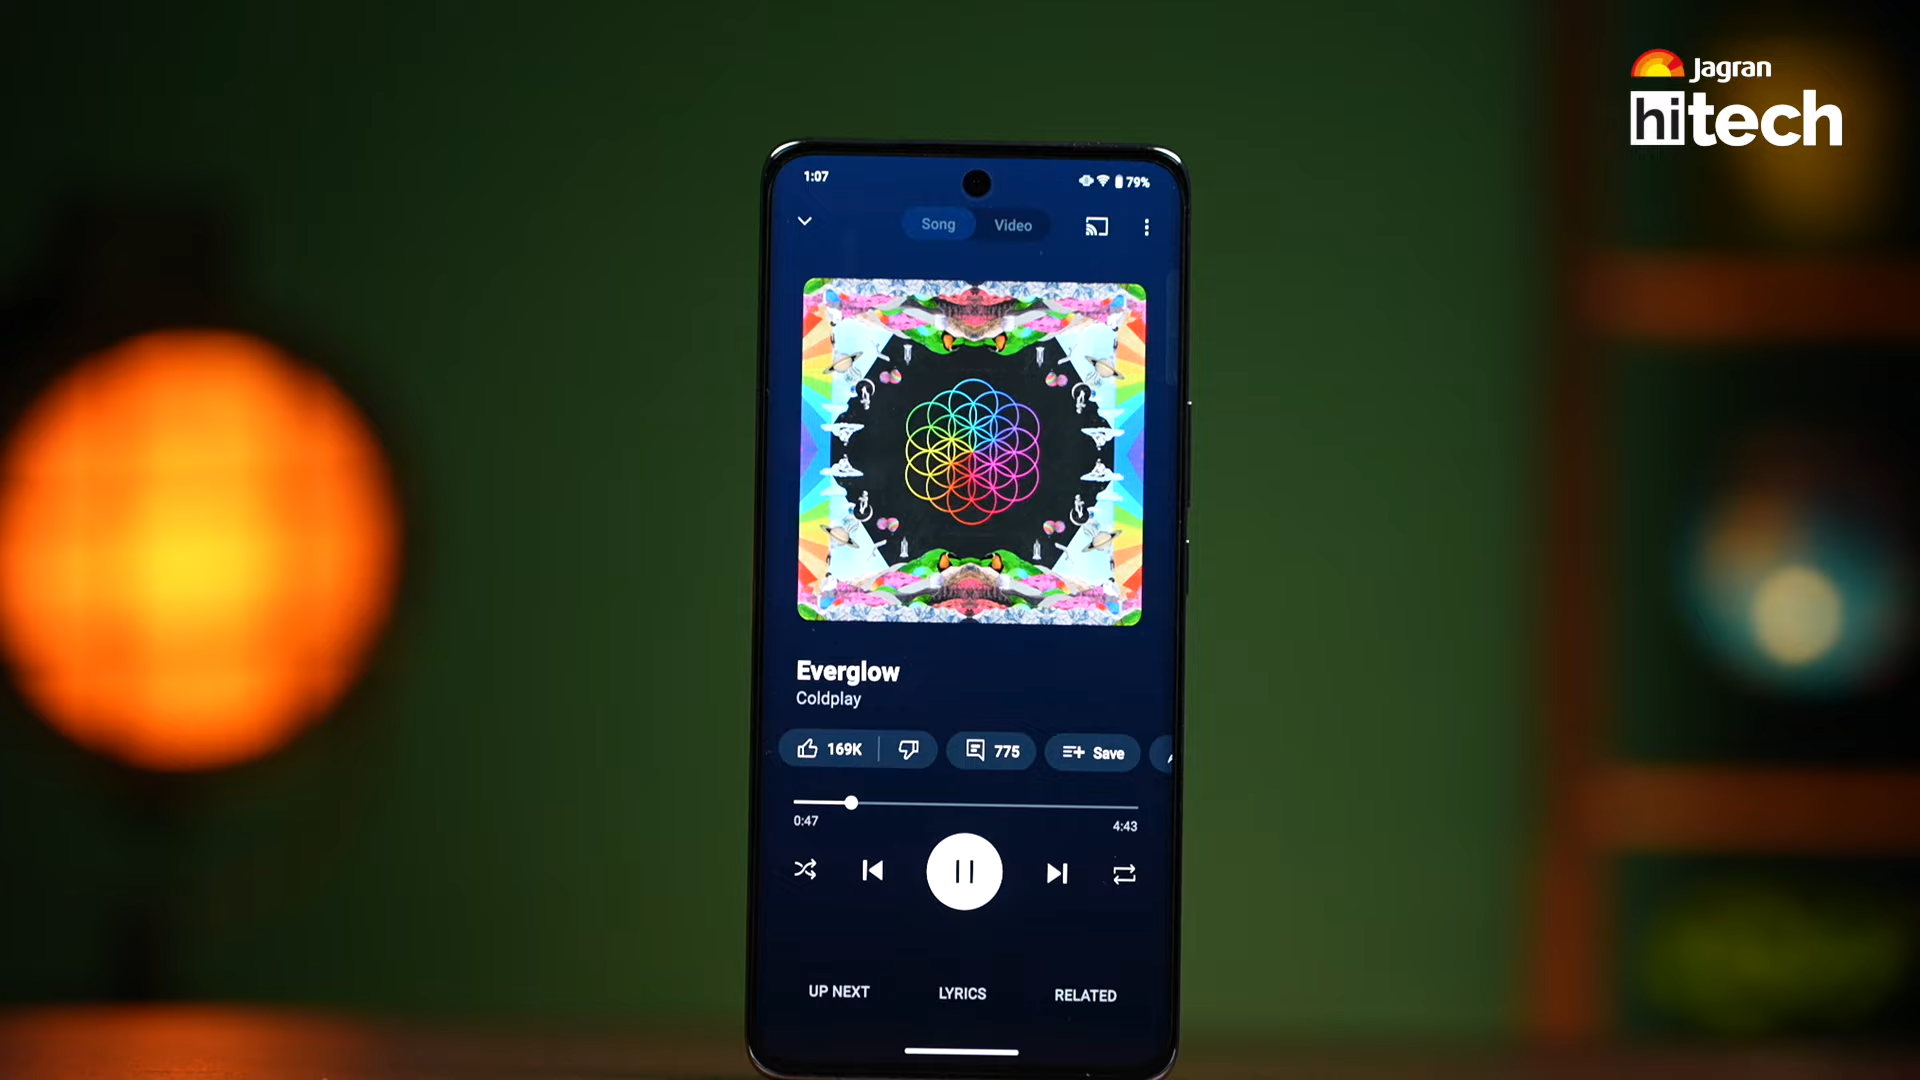 Jagran
hitech
1:07
79%
Song
Video
Everglow
Coldplay
169K
775
Save
0:47
4:43
UP NEXT
LYRICS
RELATED